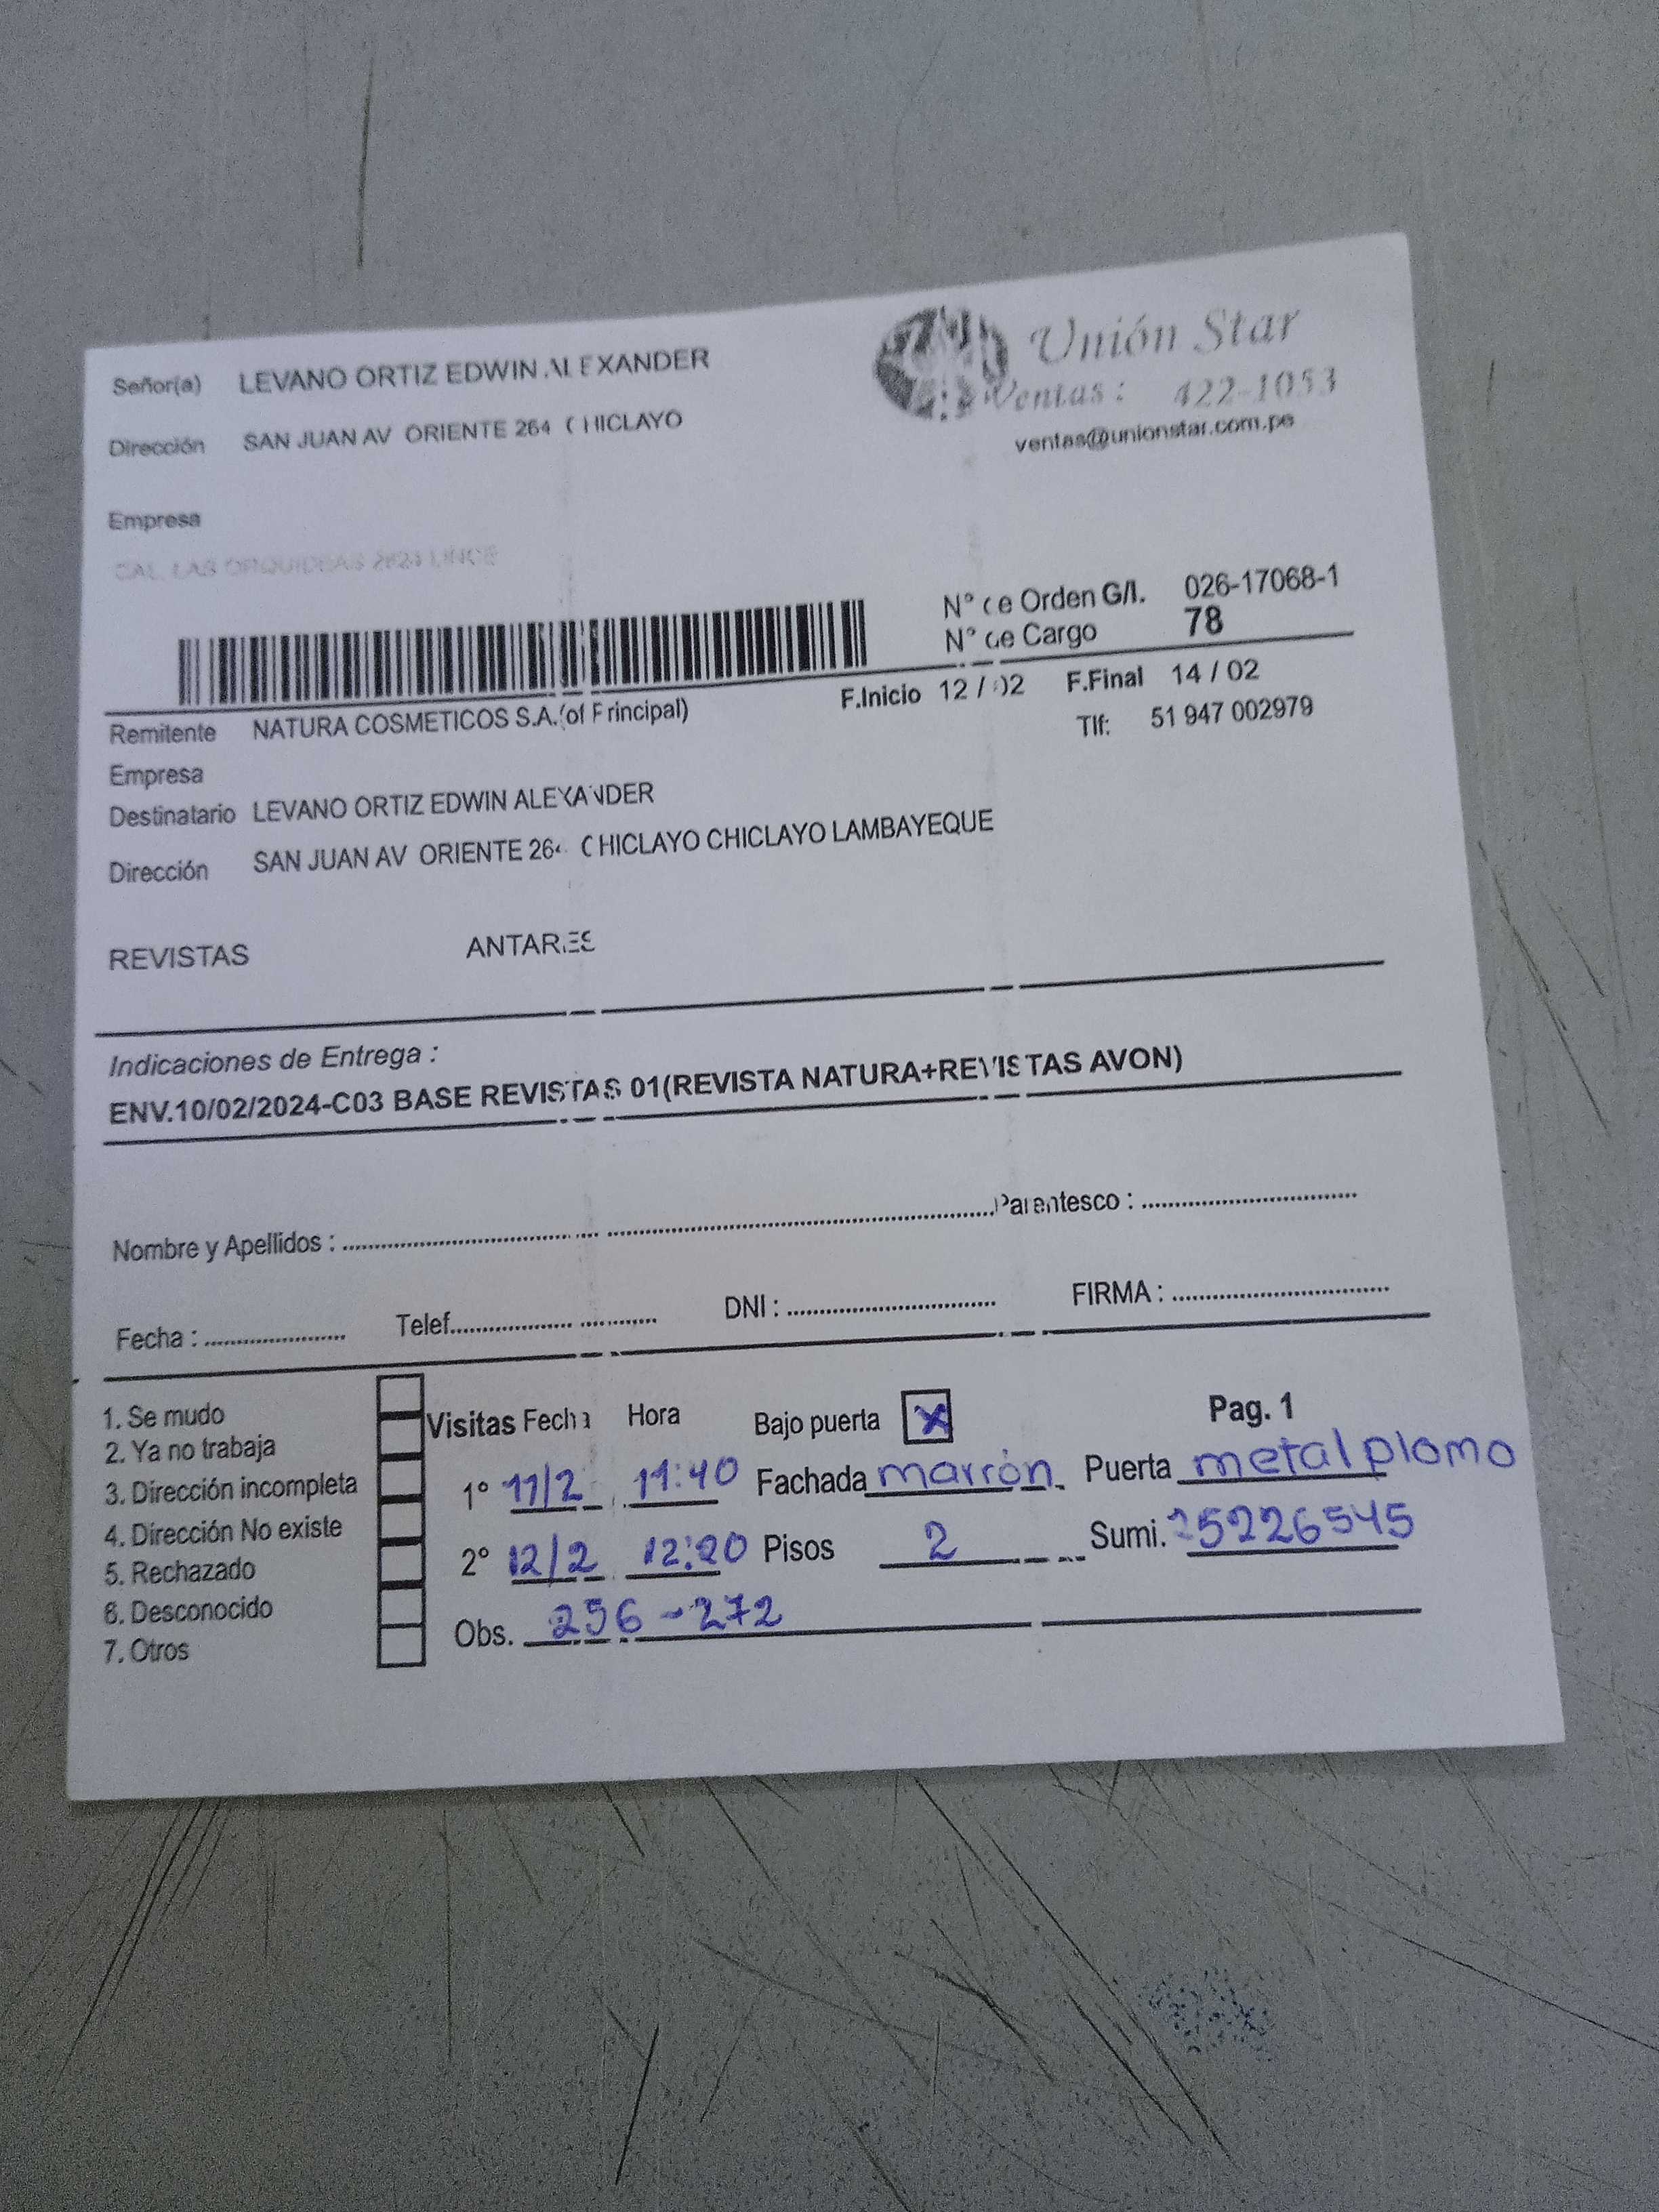 Señor(a) LEVANO ORTIZ EDWIN ALEXANDER
Dirección SAN JUAN AV ORIENTE 264 CHICLAYO
Unión Star
Ventas: 422-1053
ventas@unionstar.com.pe
Empresa
CAL. LAS ORQUIDEAS 2624 LINCE
N° de Orden G/I. 026-17068-1
N° de Cargo 78
F.Inicio 12 / 02 F.Final 14 / 02
Remitente NATURA COSMETICOS S.A.(of Principal) Tlf: 51 947 002979
Empresa
Destinatario LEVANO ORTIZ EDWIN ALEXANDER
Dirección SAN JUAN AV ORIENTE 264 CHICLAYO CHICLAYO LAMBAYEQUE
REVISTAS ANTARES
Indicaciones de Entrega :
ENV.10/02/2024-C03 BASE REVISTAS 01(REVISTA NATURA+REVISTAS AVON)
Nombre y Apellidos : Parentesco :
Fecha : Telef. DNI : FIRMA :
1. Se mudo
2. Ya no trabaja
3. Dirección incompleta
4. Dirección No existe
5. Rechazado
6. Desconocido
7. Otros
Visitas Fecha Hora Bajo puerta X Pag. 1
1° 11/2 11:40 Fachada marrón Puerta metal plomo
2° 12/2 12:20 Pisos 2 Sumi. 25226545
Obs. 256-272